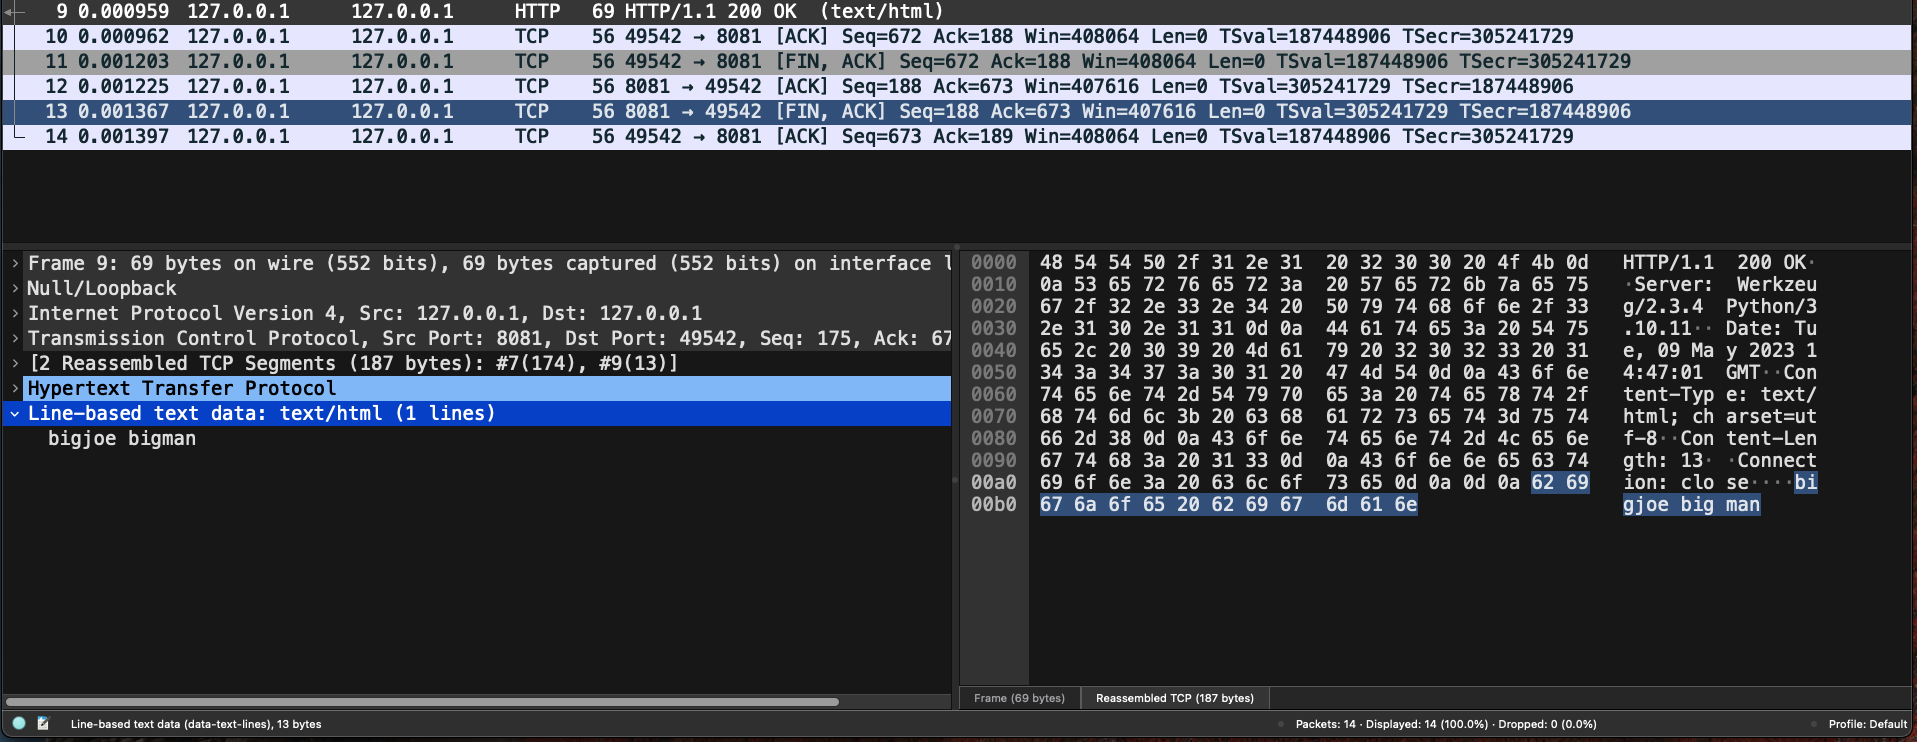 9 0.000959 127.0.0.1 127.0.0.1 HTTP 69 HTTP/1.1 200 OK (text/html)
10 0.000962 127.0.0.1 127.0.0.1 TCP 56 49542 → 8081 [ACK] Seq=672 Ack=188 Win=408064 Len=0 TSval=187448906 TSecr=305241729
11 0.001203 127.0.0.1 127.0.0.1 TCP 56 49542 → 8081 [FIN, ACK] Seq=672 Ack=188 Win=408064 Len=0 TSval=187448906 TSecr=305241729
12 0.001225 127.0.0.1 127.0.0.1 TCP 56 8081 → 49542 [ACK] Seq=188 Ack=673 Win=407616 Len=0 TSval=305241729 TSecr=187448906
13 0.001367 127.0.0.1 127.0.0.1 TCP 56 8081 → 49542 [FIN, ACK] Seq=188 Ack=673 Win=407616 Len=0 TSval=305241729 TSecr=187448906
14 0.001397 127.0.0.1 127.0.0.1 TCP 56 49542 → 8081 [ACK] Seq=673 Ack=189 Win=408064 Len=0 TSval=187448906 TSecr=305241729
Frame 9: 69 bytes on wire (552 bits), 69 bytes captured (552 bits) on interface l
Null/Loopback
Internet Protocol Version 4, Src: 127.0.0.1, Dst: 127.0.0.1
Transmission Control Protocol, Src Port: 8081, Dst Port: 49542, Seq: 175, Ack: 67
[2 Reassembled TCP Segments (187 bytes): #7(174), #9(13)]
Hypertext Transfer Protocol
Line-based text data: text/html (1 lines)
bigjoe bigman
0000 48 54 54 50 2f 31 2e 31 20 32 30 30 20 4f 4b 0d HTTP/1.1 200 OK·
0010 0a 53 65 72 76 65 72 3a 20 57 65 72 6b 7a 65 75 ·Server: Werkzeu
0020 67 2f 32 2e 33 2e 34 20 50 79 74 68 6f 6e 2f 33 g/2.3.4 Python/3
0030 2e 31 30 2e 31 31 0d 0a 44 61 74 65 3a 20 54 75 .10.11·· Date: Tu
0040 65 2c 20 30 39 20 4d 61 79 20 32 30 32 33 20 31 e, 09 Ma y 2023 1
0050 34 3a 34 37 3a 30 31 20 47 4d 54 0d 0a 43 6f 6e 4:47:01 GMT··Con
0060 74 65 6e 74 2d 54 79 70 65 3a 20 74 65 78 74 2f tent-Typ e: text/
0070 68 74 6d 6c 3b 20 63 68 61 72 73 65 74 3d 75 74 html; ch arset=ut
0080 66 2d 38 0d 0a 43 6f 6e 74 65 6e 74 2d 4c 65 6e f-8··Con tent-Len
0090 67 74 68 3a 20 31 33 0d 0a 43 6f 6e 6e 65 63 74 gth: 13· ·Connect
00a0 69 6f 6e 3a 20 63 6c 6f 73 65 0d 0a 0d 0a 62 69 ion: clo se····bi
00b0 67 6a 6f 65 20 62 69 67 6d 61 6e gjoe big man
Frame (69 bytes) Reassembled TCP (187 bytes)
Line-based text data (data-text-lines), 13 bytes Packets: 14 · Displayed: 14 (100.0%) · Dropped: 0 (0.0%) Profile: Default